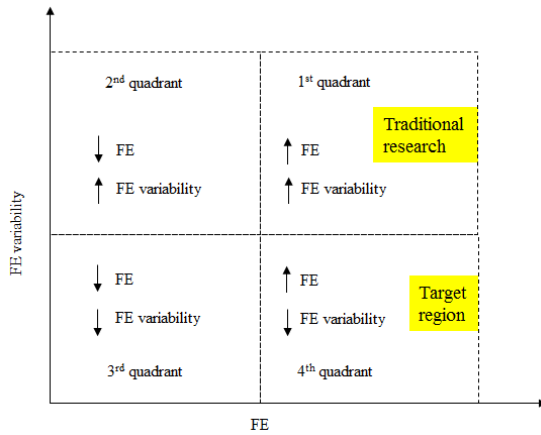 2nd quadrant
1st quadrant
Traditional
research
FE
FE variability
FE
FE variability
FE variability
FE
FE variability
FE
FE variability
Target
region
3rd quadrant
4th quadrant
FE